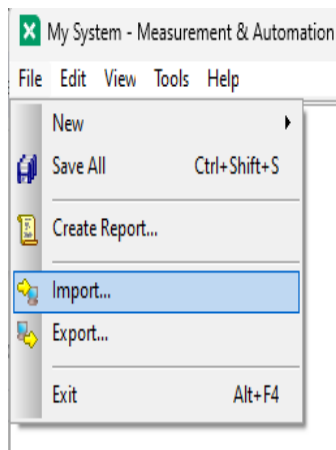 My System - Measurement & Automation
File Edit View Tools Help
New
Save All Ctrl+Shift+S
Create Report...
Import...
Export...
Exit Alt+F4